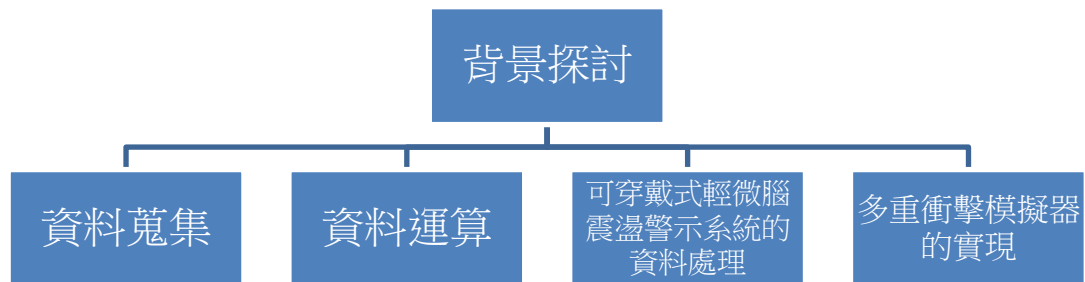 背景探討
資料蒐集
資料運算
可穿戴式輕微腦
震盪警示系統的
資料處理
多重衝擊模擬器
的實現